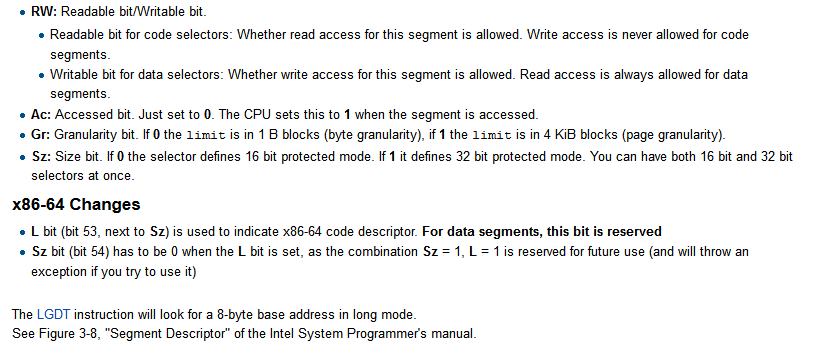 • RW: Readable bit/Writable bit.
• Readable bit for code selectors: Whether read access for this segment is allowed. Write access is never allowed for code
segments.
• Writable bit for data selectors: Whether write access for this segment is allowed. Read access is always allowed for data
segments.
• Ac: Accessed bit. Just set to 0. The CPU sets this to 1 when the segment is accessed.
• Gr: Granularity bit. If 0 the limit is in 1 B blocks (byte granularity), if 1 the limit is in 4 KiB blocks (page granularity).
• Sz: Size bit. If 0 the selector defines 16 bit protected mode. If 1 it defines 32 bit protected mode. You can have both 16 bit and 32 bit
selectors at once.
x86-64 Changes
• L bit (bit 53, next to Sz) is used to indicate x86-64 code descriptor. For data segments, this bit is reserved
• Sz bit (bit 54) has to be 0 when the L bit is set, as the combination Sz = 1, L = 1 is reserved for future use (and will throw an
exception if you try to use it)
The LGDT instruction will look for a 8-byte base address in long mode.
See Figure 3-8, "Segment Descriptor" of the Intel System Programmer's manual.